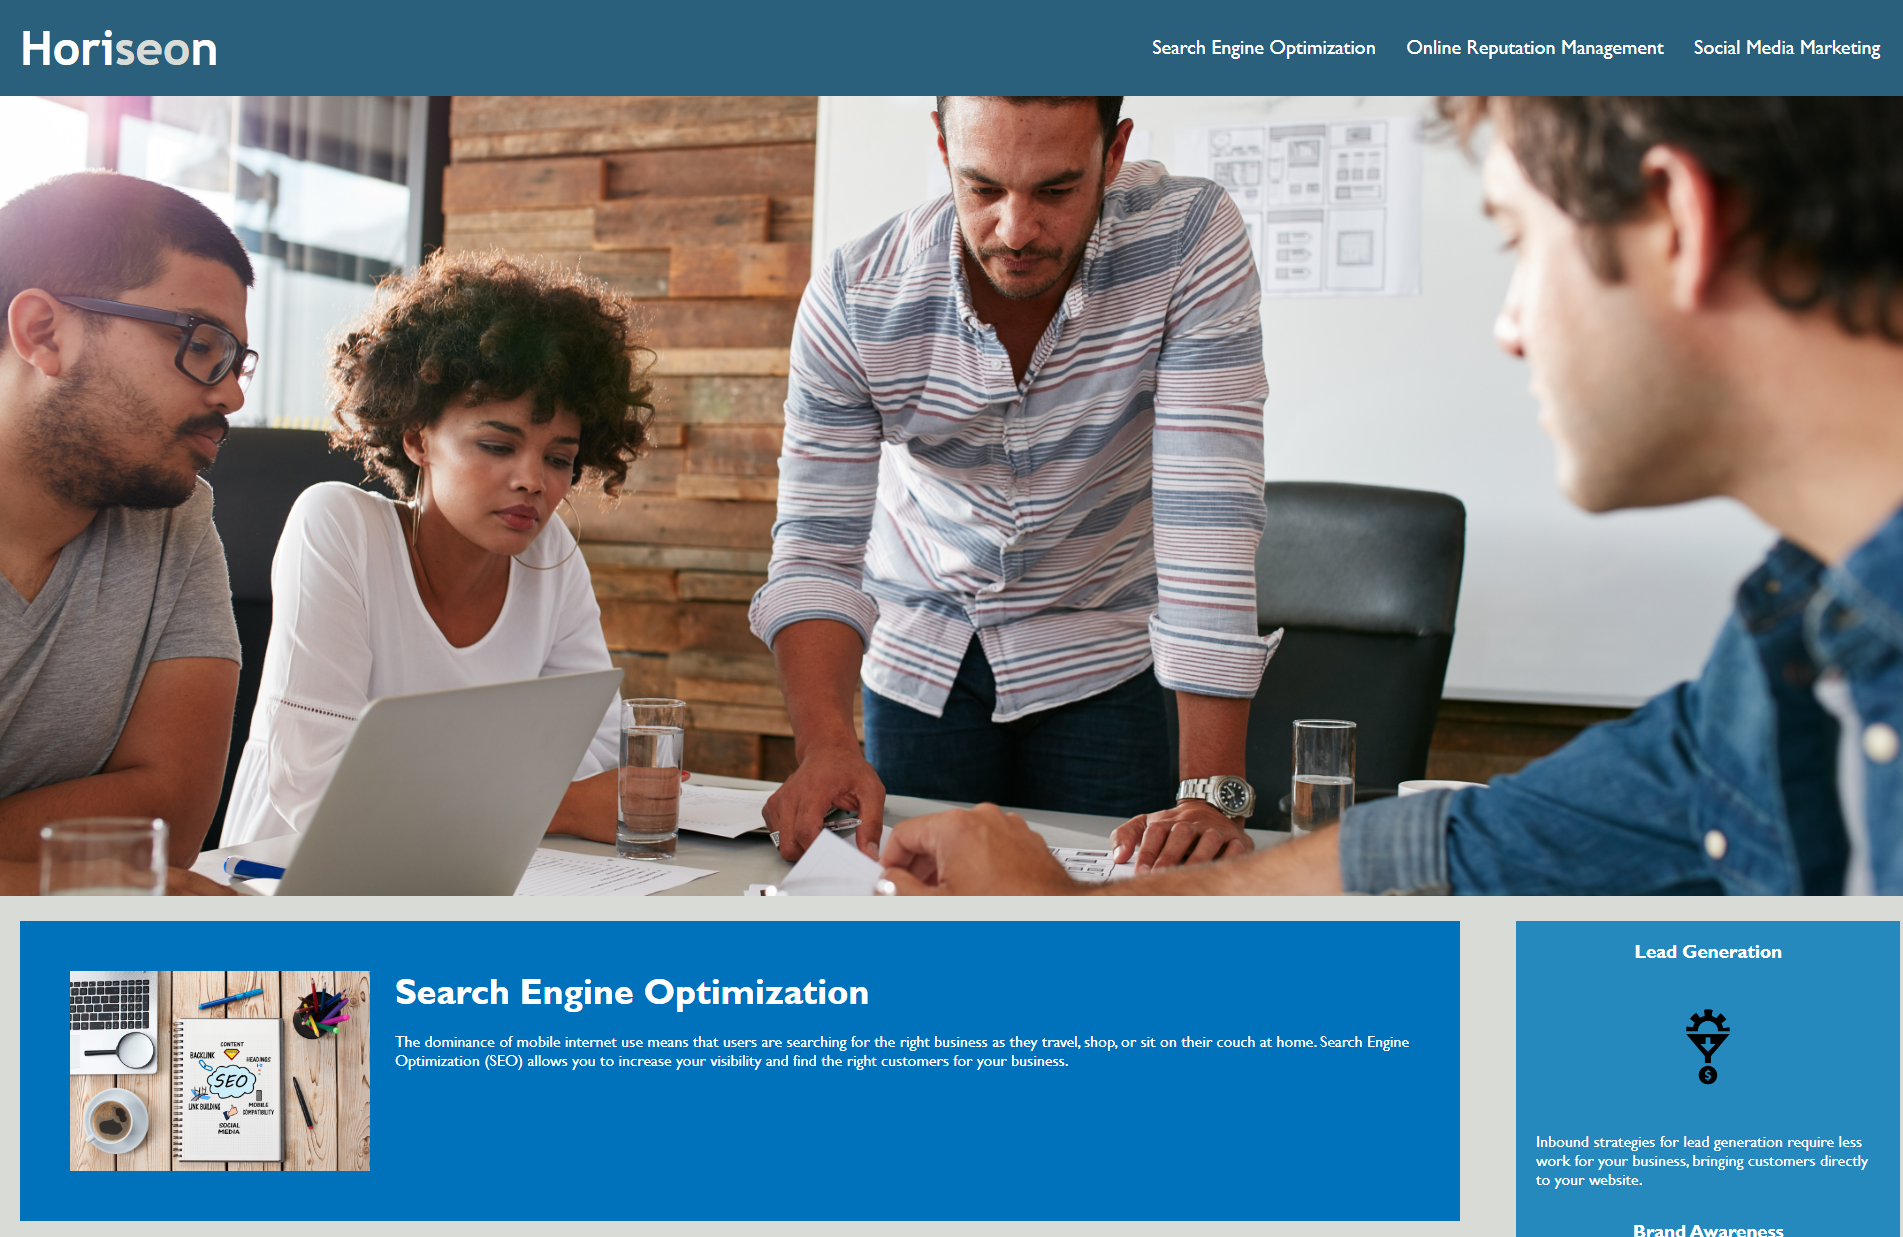 Horiseon
Search Engine Optimization
Online Reputation Management
Social Media Marketing
Search Engine Optimization
The dominance of mobile internet use means that users are searching for the right business as they travel, shop, or sit on their couch at home. Search Engine
Optimization (SEO) allows you to increase your visibility and find the right customers for your business.
CONTENT
BACKLINK
HEADINGS
SEO
LINK BUILDING
MOBILE
COMPATIBILITY
SOCIAL
MEDIA
Lead Generation
$
Inbound strategies for lead generation require less
work for your business, bringing customers directly
to your website.
Brand Awareness